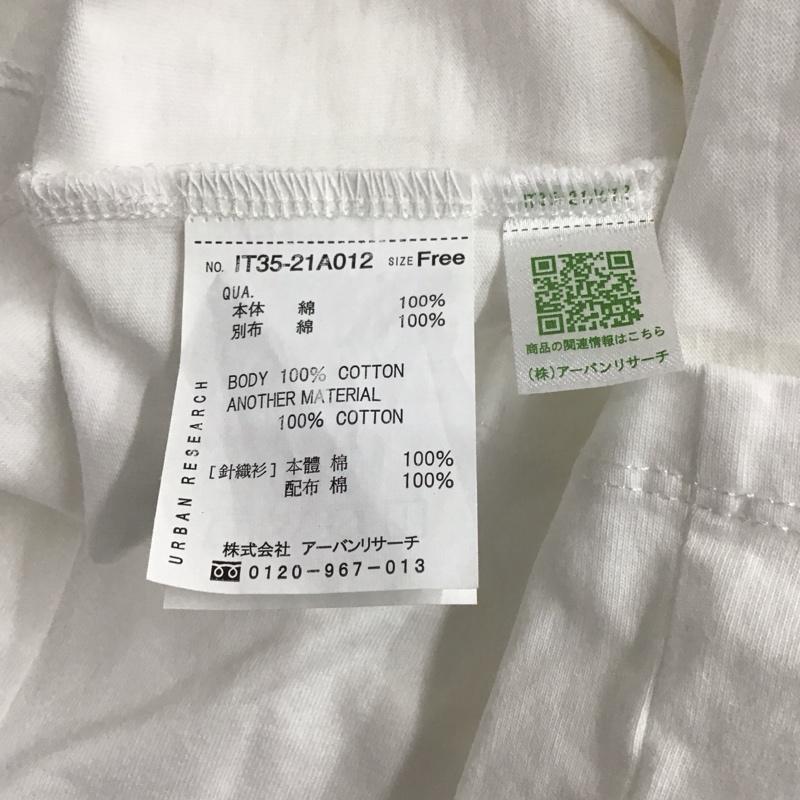 NO. IT35-21A012 SIZE Free
QUA.
本体 綿 100%
別布 綿 100%
BODY 100% COTTON
ANOTHER MATERIAL
100% COTTON
[針織衫] 本體 棉 100%
配布 棉 100%
URBAN RESEARCH
株式会社 アーバンリサーチ
0120-967-013
商品の関連情報はこちら
(株)アーバンリサーチ